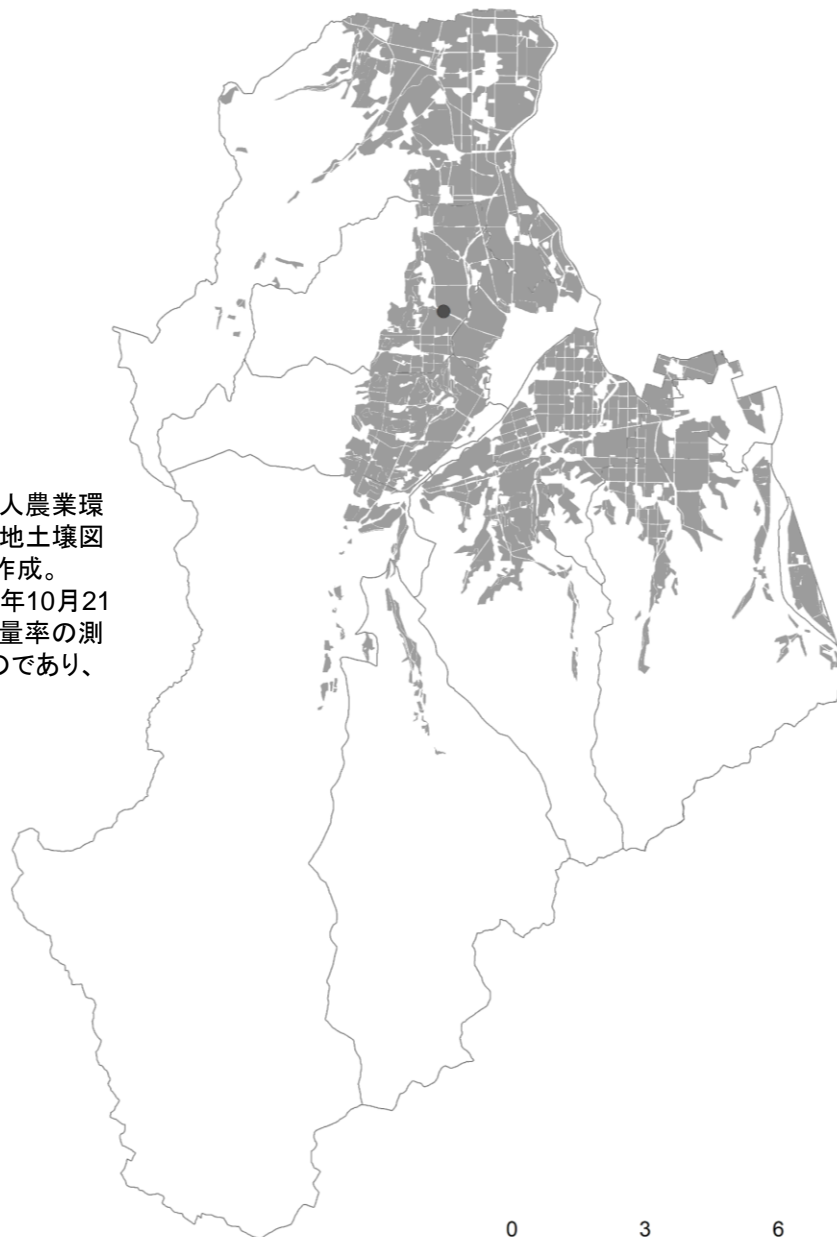 人農業環
地土壌図
作成。
年10月21
量率の測
のであり、
0 3 6